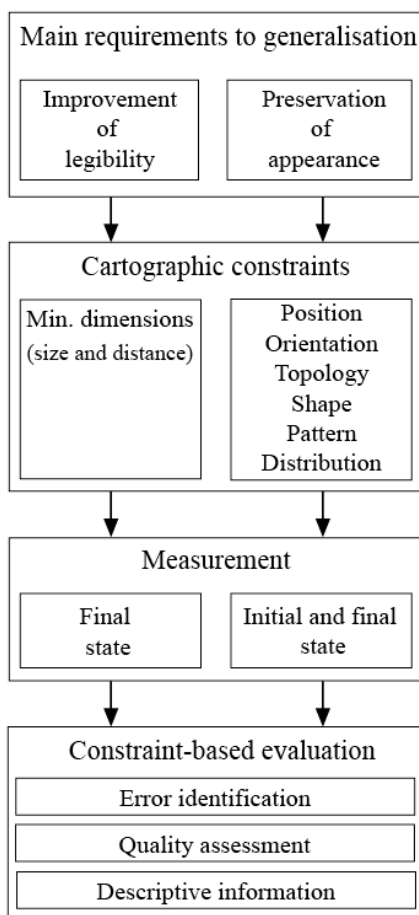 Main requirements to generalisation
Improvement
of
legibility
Preservation
of
appearance
Cartographic constraints
Min. dimensions
(size and distance)
Position
Orientation
Topology
Shape
Pattern
Distribution
Measurement
Final
state
Initial and final
state
Constraint-based evaluation
Error identification
Quality assessment
Descriptive information